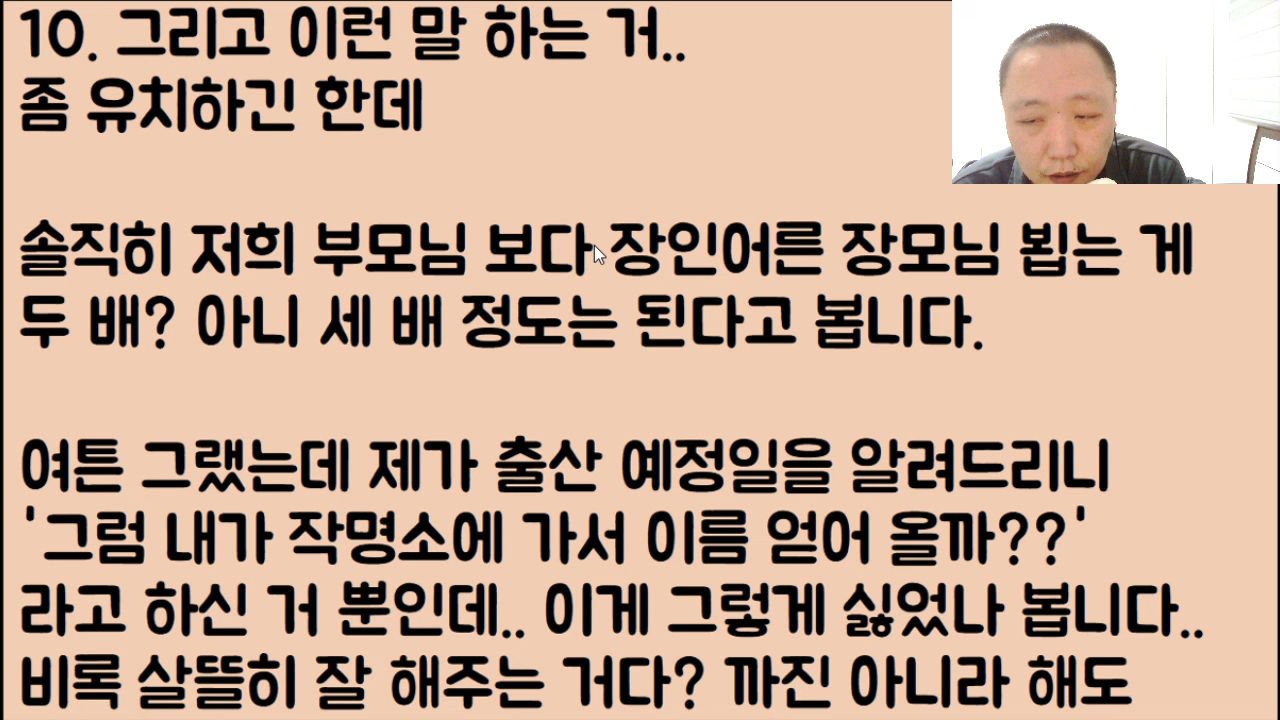 10. 그리고 이런 말 하는 거..
좀 유치하긴 한데
솔직히 저희 부모님 보다 장인어른 장모님 뵙는 게
두 배? 아니 세 배 정도는 된다고 봅니다.
여튼 그랬는데 제가 출산 예정일을 알려드리니
'그럼 내가 작명소에 가서 이름 얻어 올까??'
라고 하신 거 뿐인데.. 이게 그렇게 싫었나 봅니다..
비록 살뜰히 잘 해주는 거다? 까진 아니라 해도